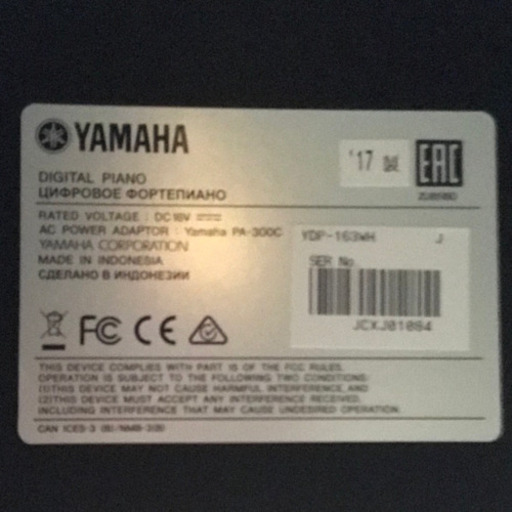 YAMAHA
'17
EAC
DIGITAL PIANO
ЦИФРОВОЕ ФОРТЕПИАНО
RATED VOLTAGE : DC16V
AC POWER ADAPTOR : Yamaha PA-300C
YAMAHA CORPORATION
MADE IN INDONESIA
СДЕЛАНО В ИНДОНЕЗИИ
YDP-163WH J
SER No.
JCXJ01084
FC CE
THIS DEVICE COMPLIES WITH PART 15 OF THE FCC RULES.
OPERATION IS SUBJECT TO THE FOLLOWING TWO CONDITIONS:
(1)THIS DEVICE MAY NOT CAUSE HARMFUL INTERFERENCE,AND
(2)THIS DEVICE MUST ACCEPT ANY INTERFERENCE RECEIVED,
INCLUDING INTERFERENCE THAT MAY CAUSE UNDESIRED OPERATION.
CAN ICES-3 (B)/NMB-3(B)